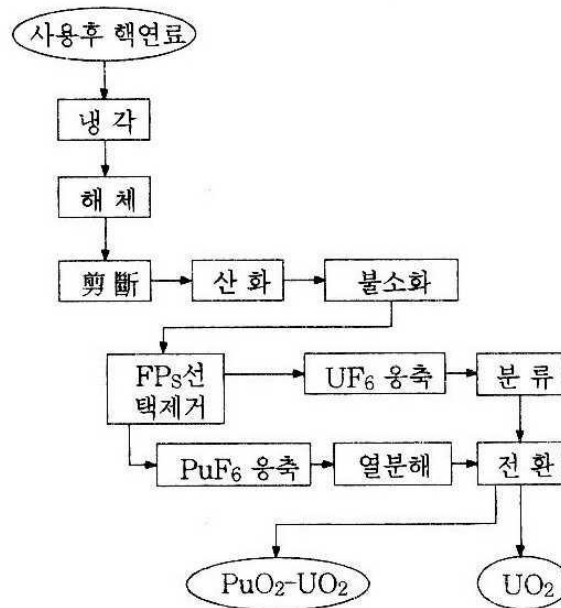 사용후 핵연료
냉 각
해 체
剪斷
산 화
불소화
FPs선
택제거
UF₆ 응축
분 류
PuF₆ 응축
열분해
전 환
PuO₂-UO₂
UO₂